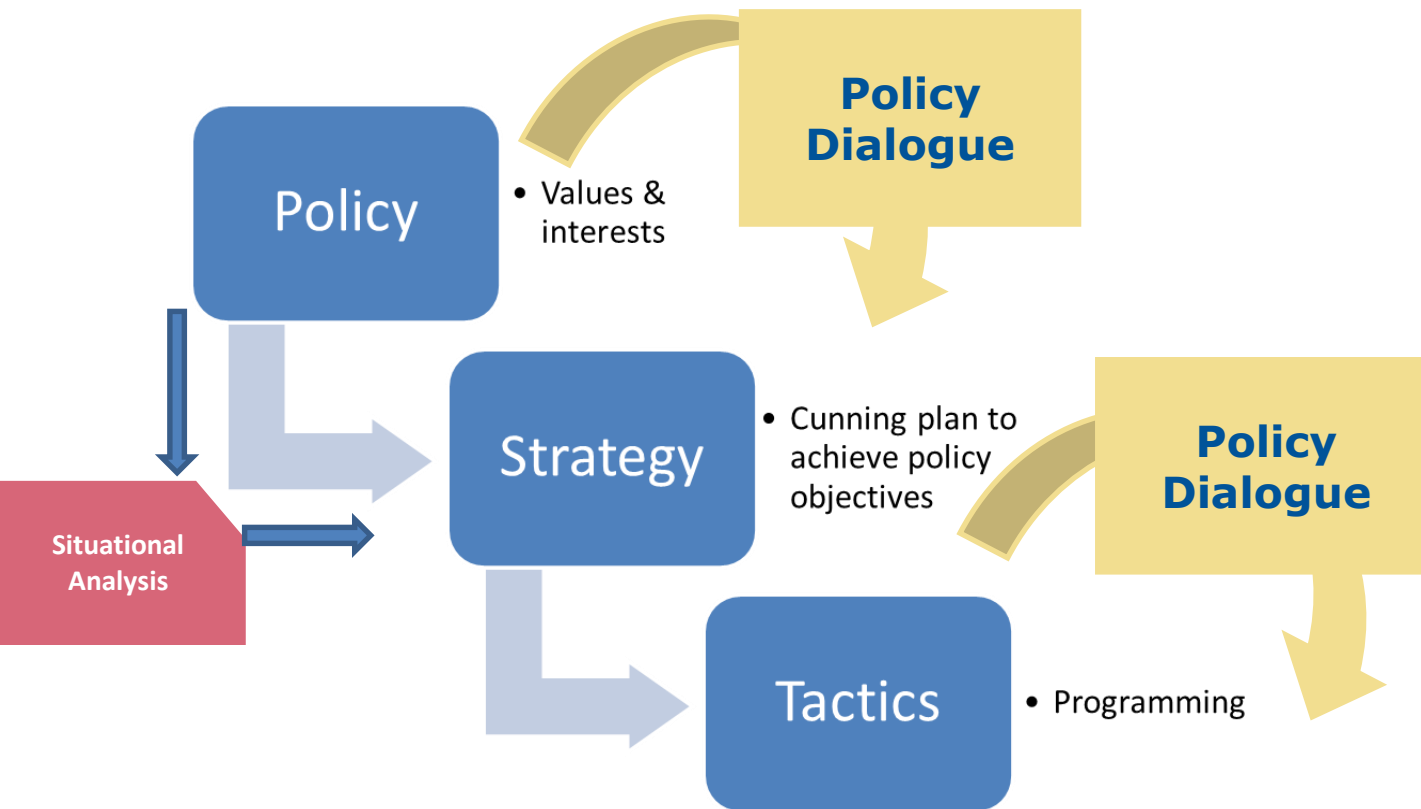 Policy
Dialogue
Policy
• Values &
interests
Strategy
• Cunning plan to
achieve policy
objectives
Policy
Dialogue
Situational
Analysis
Tactics
• Programming